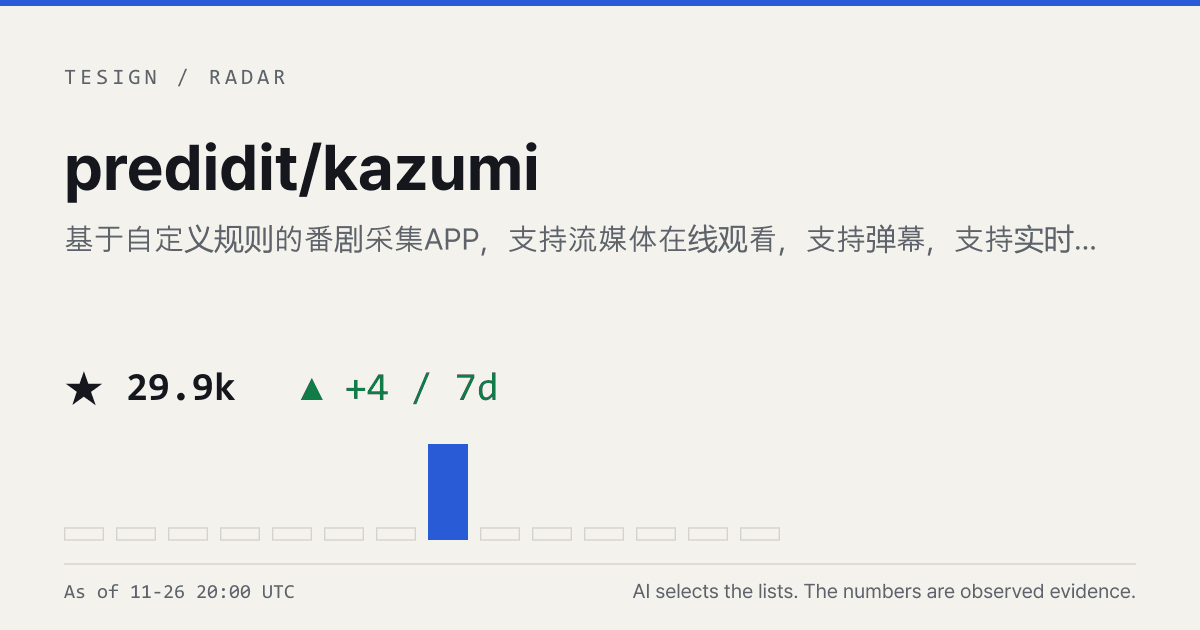 TESIGN / RADAR
predidit/kazumi
基于自定义规则的番剧采集APP，支持流媒体在线观看，支持弹幕，支持实时...
★ 29.9k ▲ +4 / 7d
As of 11-26 20:00 UTC
AI selects the lists. The numbers are observed evidence.